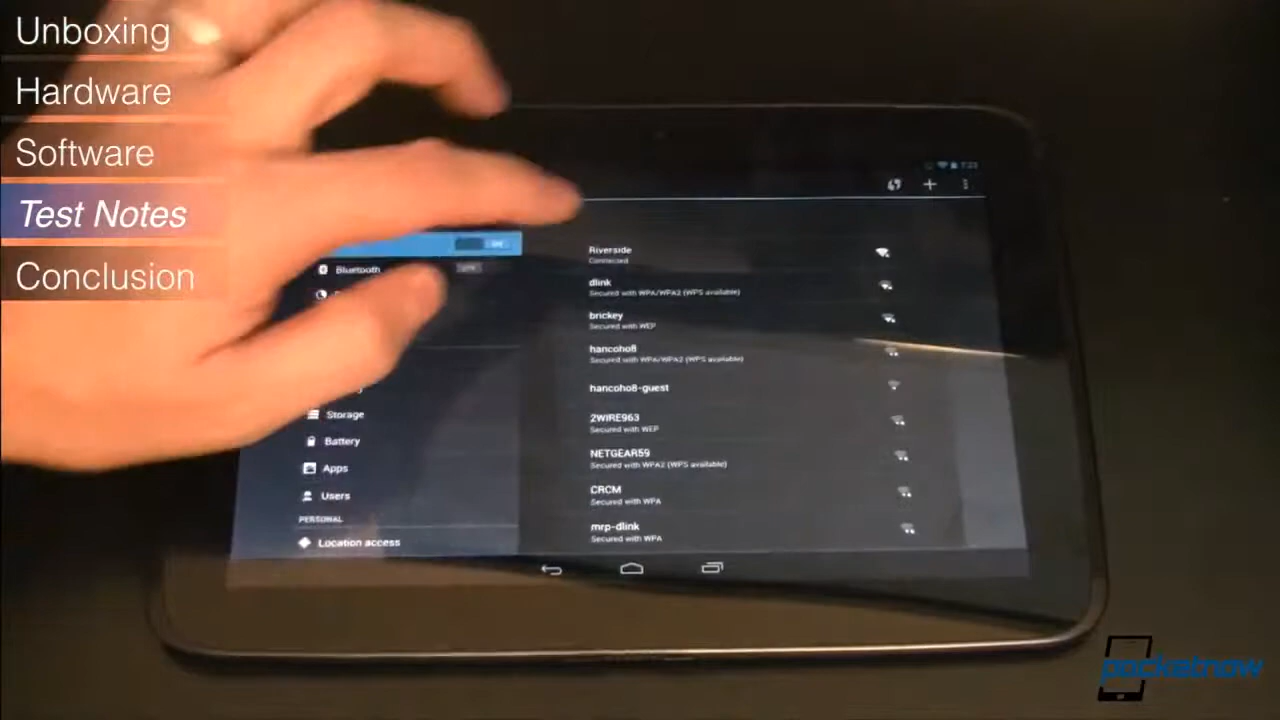 Unboxing
Hardware
Software
Test Notes
Conclusion
Bluetooth
Storage
Battery
Apps
Users
PERSONAL
Location access
Riverside
Connected
dlink
Secured with WPA/WPA2 (WPS available)
brickey
Secured with WEP
hancoho8
Secured with WPA/WPA2 (WPS available)
hancoho8-guest
2WIRE963
Secured with WEP
NETGEAR59
Secured with WPA2 (WPS available)
CRCM
Secured with WPA
mrp-dlink
Secured with WPA
pocketnow